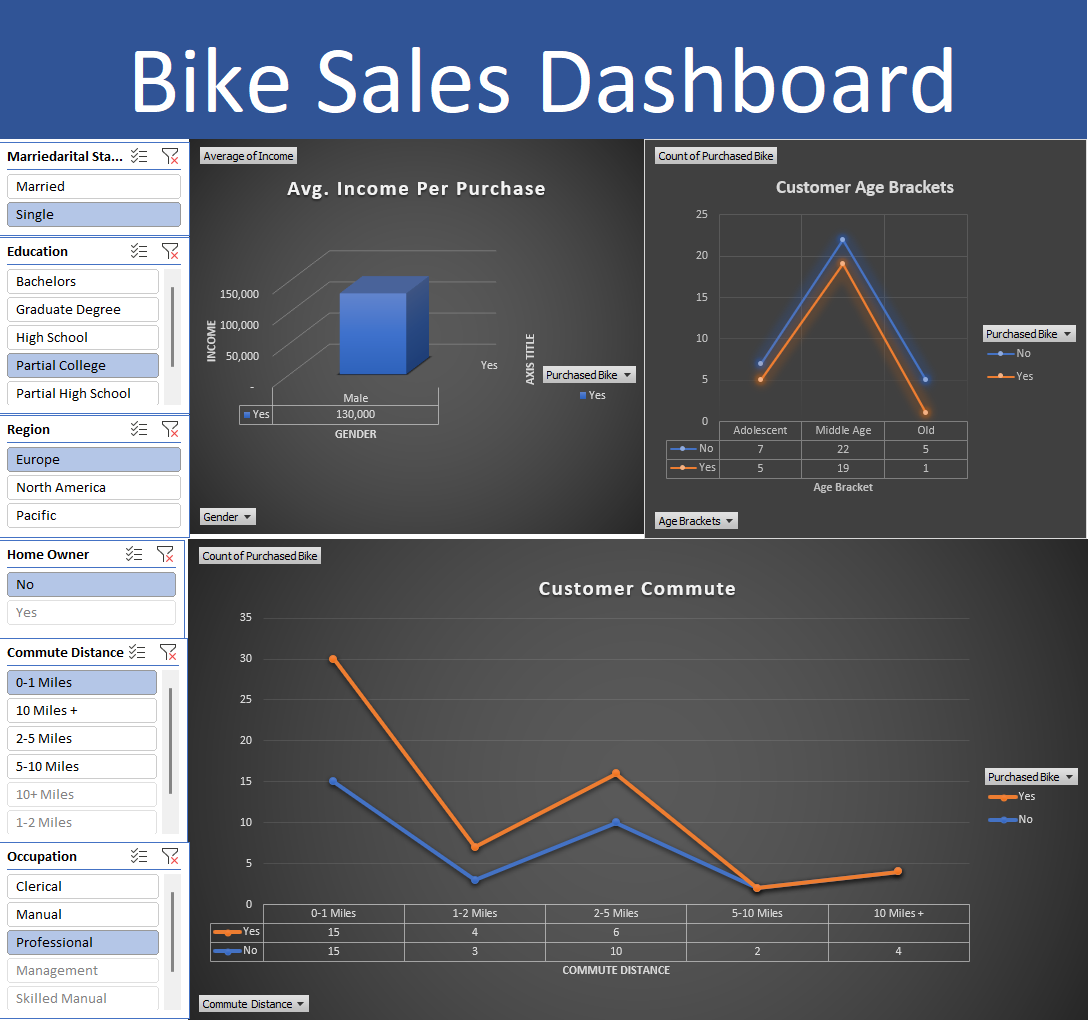 Bike Sales Dashboard
Marriedarital Sta...
Married
Single
Education
Bachelors
Graduate Degree
High School
Partial College
Partial High School
Region
Europe
North America
Pacific
Home Owner
No
Yes
Commute Distance
0-1 Miles
10 Miles +
2-5 Miles
5-10 Miles
10+ Miles
1-2 Miles
Occupation
Clerical
Manual
Professional
Management
Skilled Manual
Average of Income
Avg. Income Per Purchase
INCOME
150,000
100,000
50,000
-
Yes
AXIS TITLE
Purchased Bike
Yes
Male
Yes 130,000
GENDER
Gender
Count of Purchased Bike
Customer Age Brackets
25
20
15
10
5
0
Purchased Bike
No
Yes
Adolescent Middle Age Old
No 7 22 5
Yes 5 19 1
Age Bracket
Age Brackets
Count of Purchased Bike
Customer Commute
35
30
25
20
15
10
5
0
Purchased Bike
Yes
No
0-1 Miles 1-2 Miles 2-5 Miles 5-10 Miles 10 Miles +
Yes 15 4 6
No 15 3 10 2 4
COMMUTE DISTANCE
Commute Distance